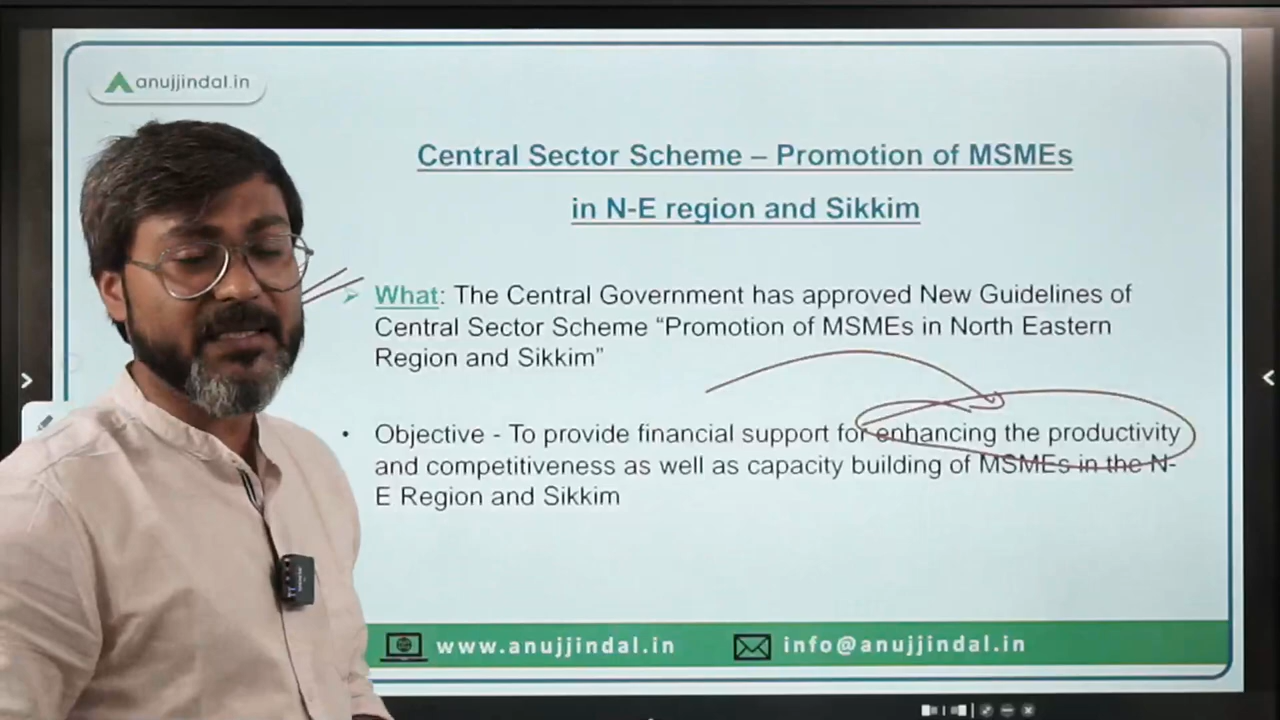 anujjindal.in
Central Sector Scheme – Promotion of MSMEs
in N-E region and Sikkim
What: The Central Government has approved New Guidelines of
Central Sector Scheme “Promotion of MSMEs in North Eastern
Region and Sikkim”
• Objective - To provide financial support for enhancing the productivity
and competitiveness as well as capacity building of MSMEs in the N-
E Region and Sikkim
www.anujjindal.in
info@anujjindal.in